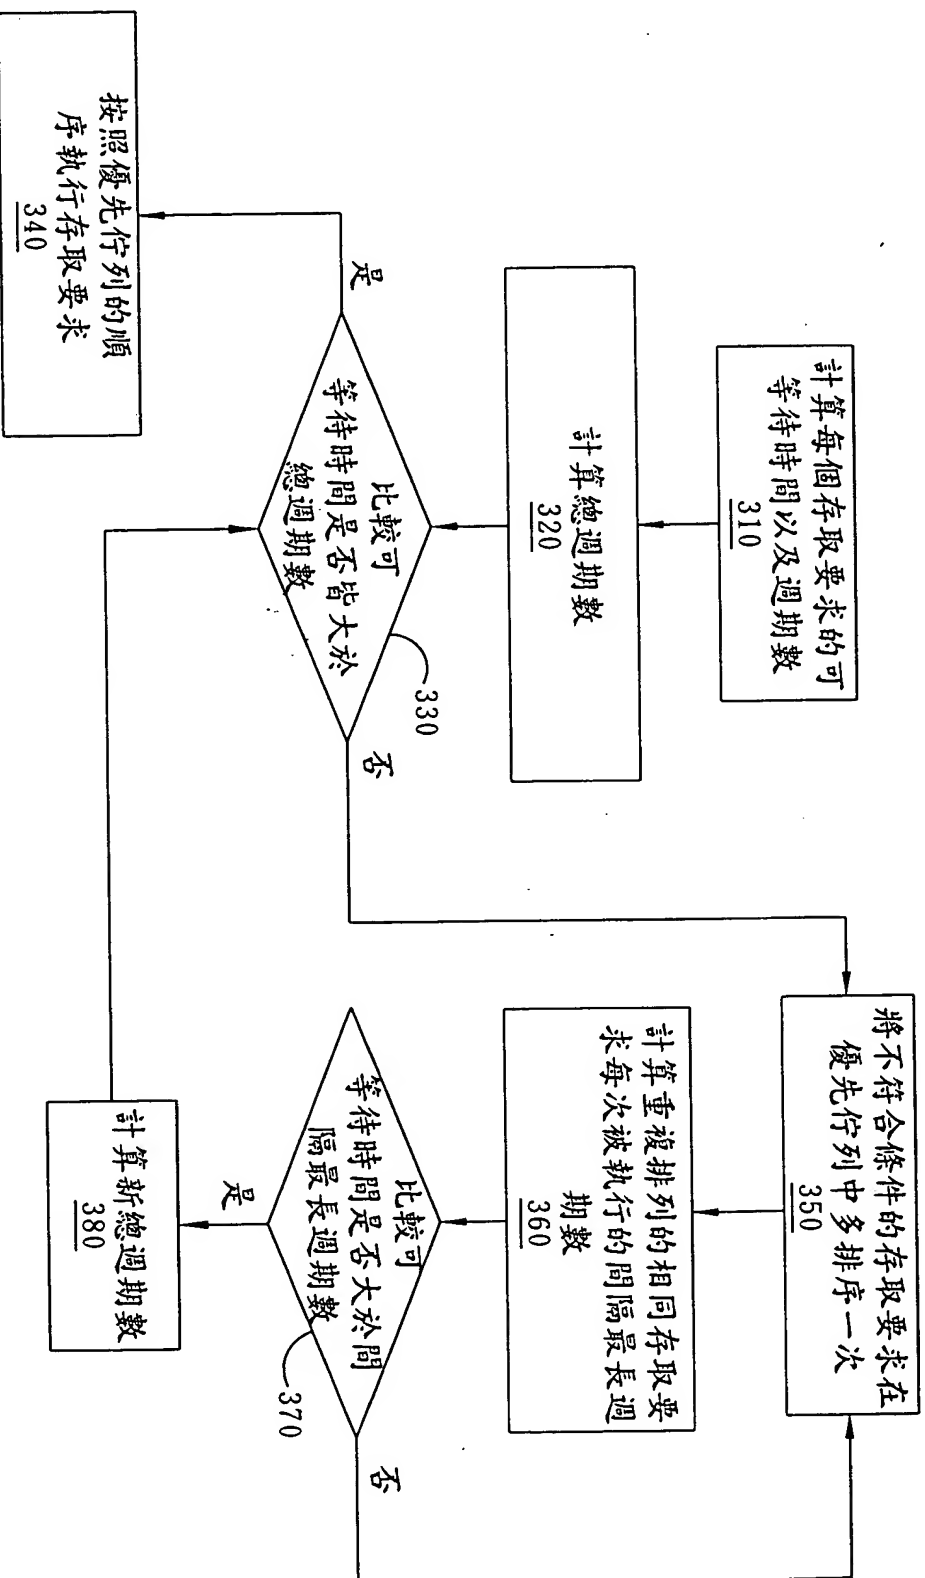 計算每個存取要求的可
等待時間以及週期數
310
計算總週期數
320
比較可
等待時間是否皆大於
總週期數
330
是
否
按照優先佇列的順
序執行存取要求
340
將不符合條件的存取要求在
優先佇列中多排序一次
350
計算重複排列的相同存取要
求每次被執行的間隔最長週
期數
360
比較可
等待時間是否大於間
隔最長週期數
370
是
否
計算新總週期數
380